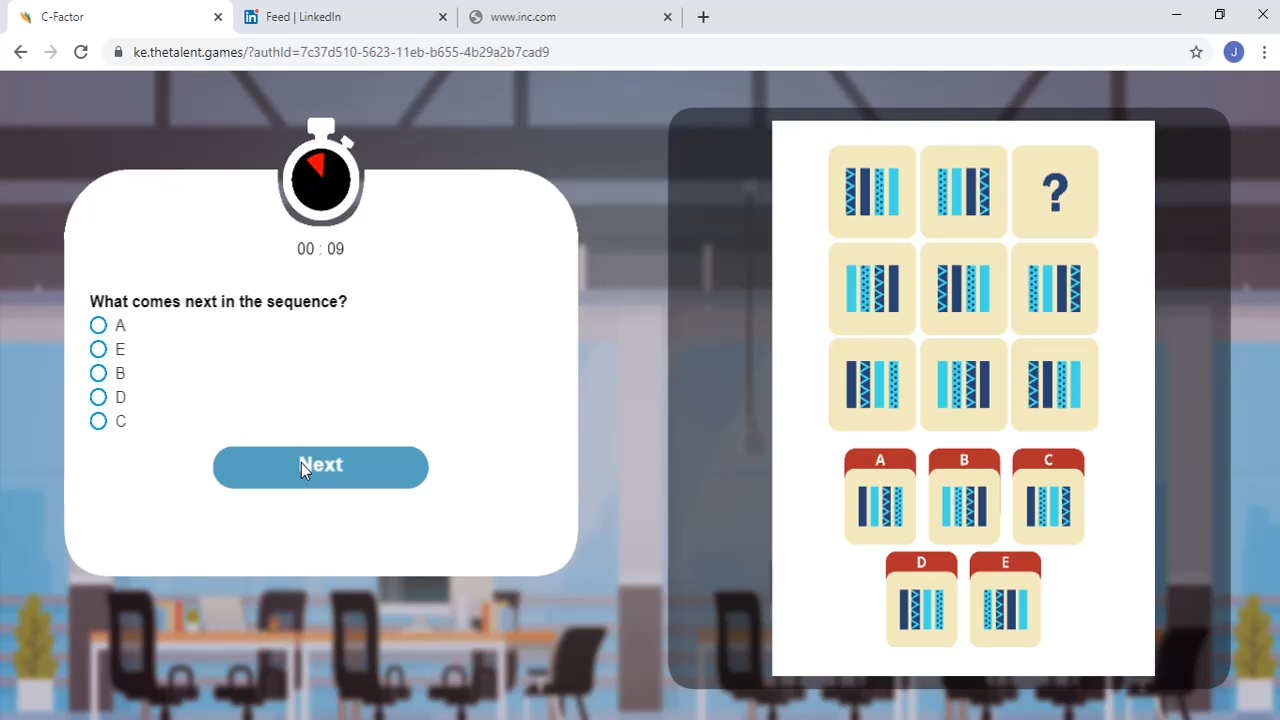 C-Factor
Feed | LinkedIn
www.inc.com
ke.thetalent.games/?authId=7c37d510-5623-11eb-b655-4b29a2b7cad9
J
00 : 09
What comes next in the sequence?
A
E
B
D
C
Next
?
A B C
D E